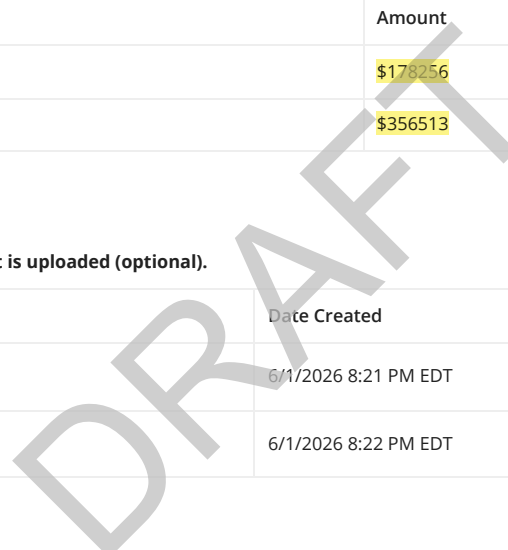 Amount
$178256
$356513
t is uploaded (optional).
Date Created
6/1/2026 8:21 PM EDT
6/1/2026 8:22 PM EDT
DRAFT